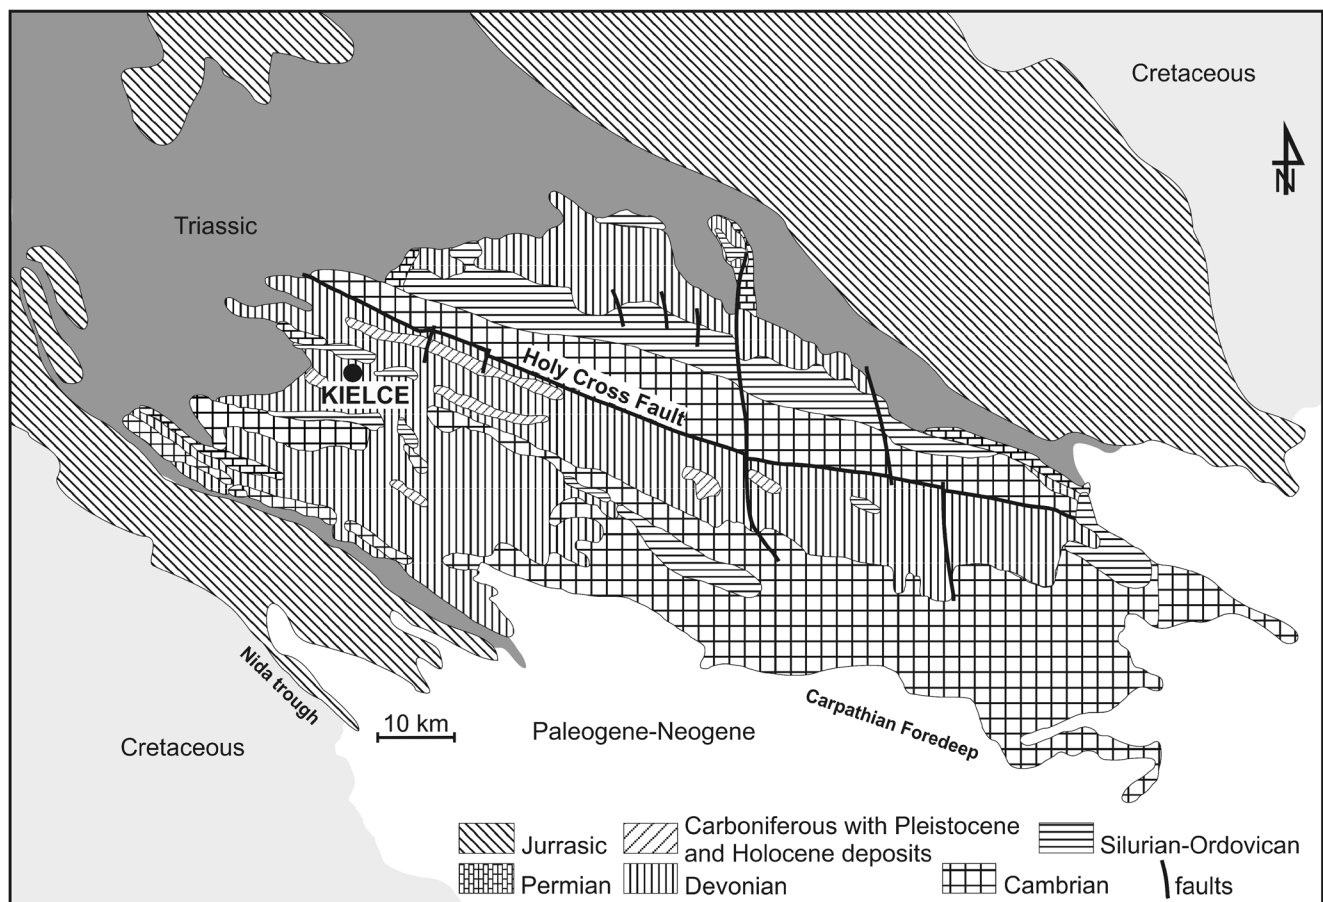 Cretaceous
N
Triassic
Holy Cross Fault
KIELCE
Nida trough
10 km
Carpathian Foredeep
Paleogene-Neogene
Cretaceous
Jurrasic
Carboniferous with Pleistocene
and Holocene deposits
Silurian-Ordovican
Permian
Devonian
Cambrian
faults